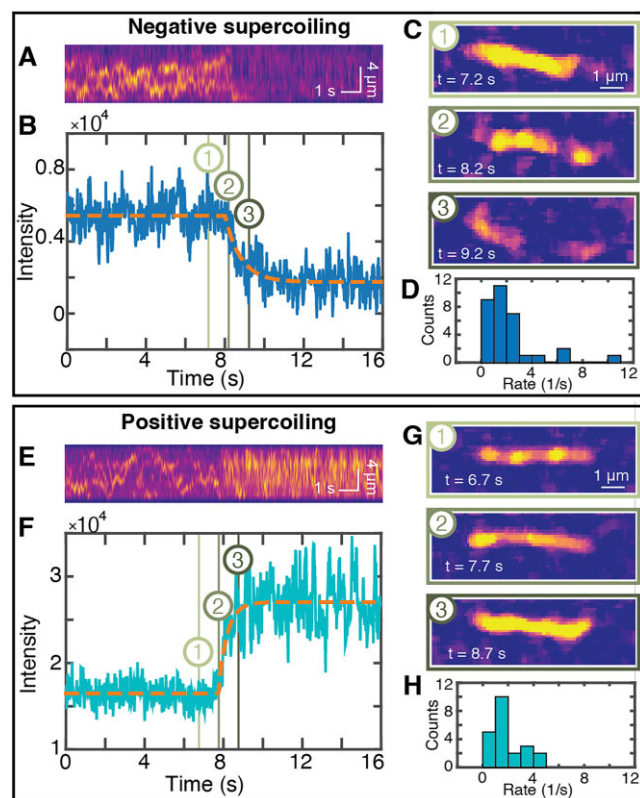 Negative supercoiling
A
1 s
4 µm
B
×10⁴
0.8
0.4
0
Intensity
1
2
3
0 4 8 12 16
Time (s)
C
1
t = 7.2 s
1 µm
2
t = 8.2 s
3
t = 9.2 s
D
12
8
4
0
Counts
0 4 8 12
Rate (1/s)
Positive supercoiling
E
1 s
4 µm
F
×10⁴
3
2
1
Intensity
1
2
3
0 4 8 12 16
Time (s)
G
1
t = 6.7 s
1 µm
2
t = 7.7 s
3
t = 8.7 s
H
12
8
4
0
Counts
0 4 8 12
Rate (1/s)